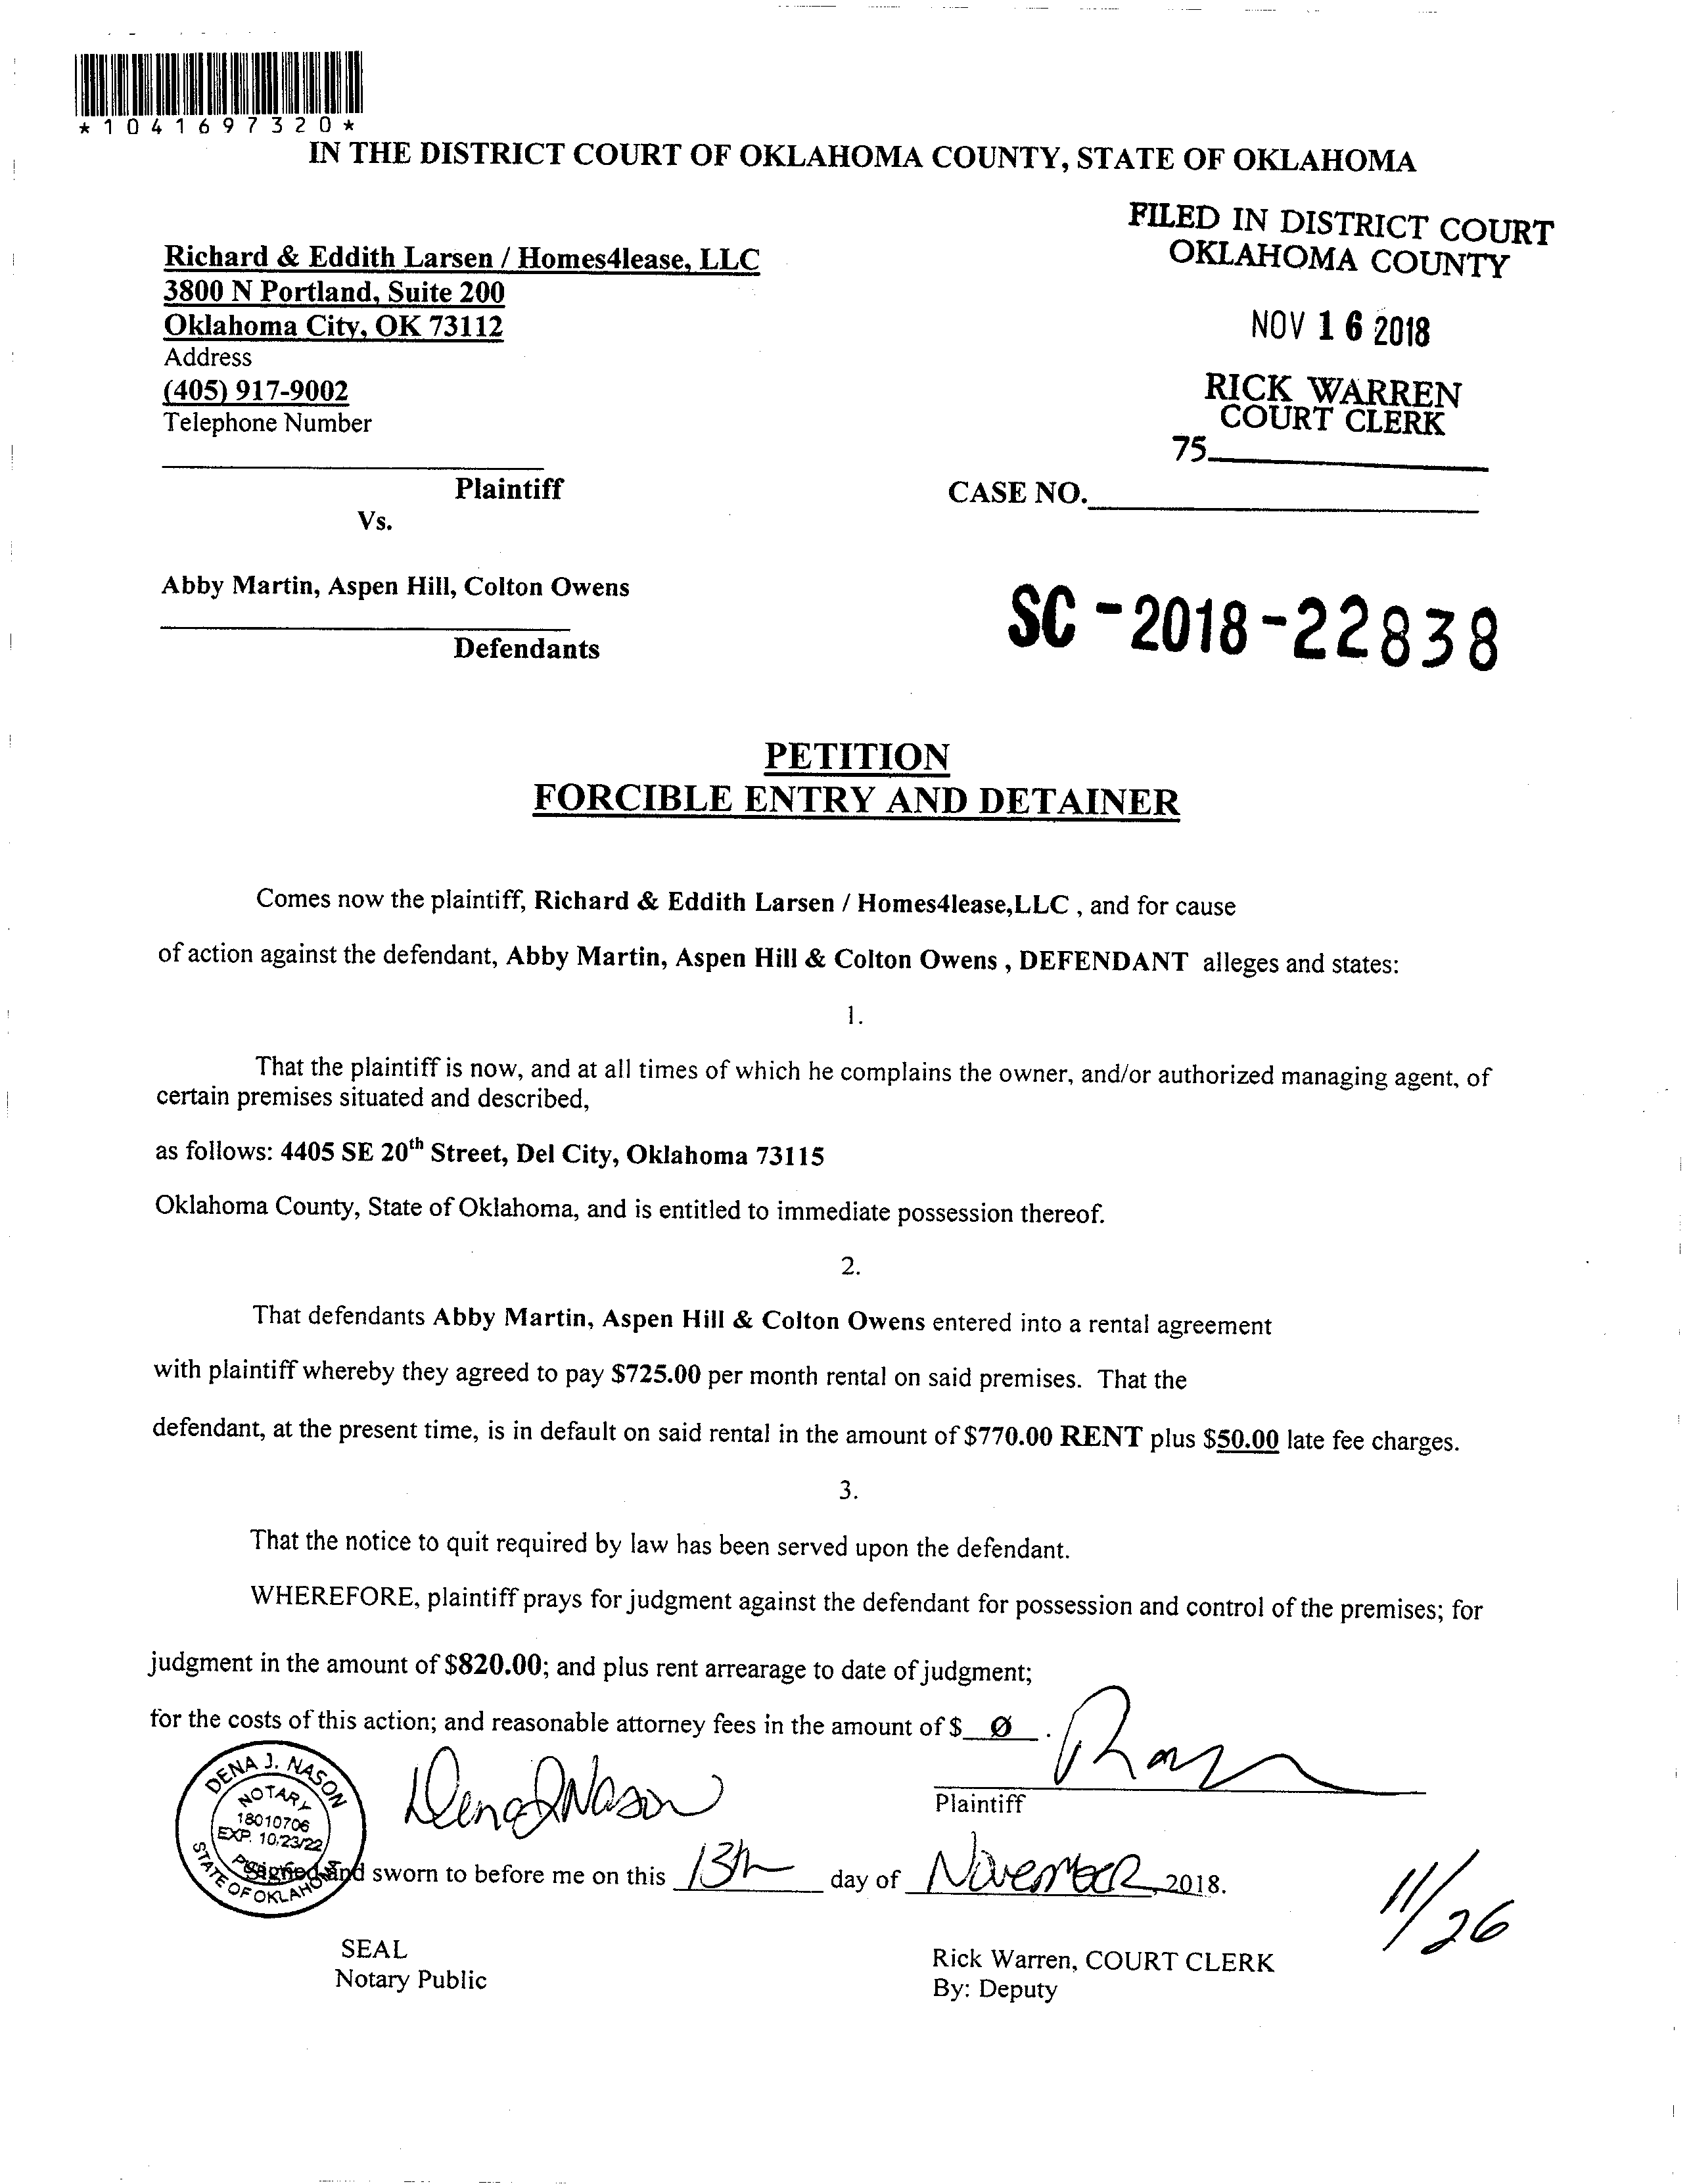 *1041697320*
IN THE DISTRICT COURT OF OKLAHOMA COUNTY, STATE OF OKLAHOMA
FILED IN DISTRICT COURT
OKLAHOMA COUNTY
NOV 16 2018
RICK WARREN
COURT CLERK
75
Richard & Eddith Larsen / Homes4lease, LLC
3800 N Portland, Suite 200
Oklahoma City, OK 73112
Address
(405) 917-9002
Telephone Number
Plaintiff
CASE NO.
Vs.
Abby Martin, Aspen Hill, Colton Owens
SC-2018-22838
Defendants
PETITION
FORCIBLE ENTRY AND DETAINER
Comes now the plaintiff, Richard & Eddith Larsen / Homes4lease,LLC , and for cause
of action against the defendant, Abby Martin, Aspen Hill & Colton Owens , DEFENDANT alleges and states:
1.
That the plaintiff is now, and at all times of which he complains the owner, and/or authorized managing agent, of
certain premises situated and described,
as follows: 4405 SE 20th Street, Del City, Oklahoma 73115
Oklahoma County, State of Oklahoma, and is entitled to immediate possession thereof.
2.
That defendants Abby Martin, Aspen Hill & Colton Owens entered into a rental agreement
with plaintiff whereby they agreed to pay $725.00 per month rental on said premises. That the
defendant, at the present time, is in default on said rental in the amount of $770.00 RENT plus $50.00 late fee charges.
3.
That the notice to quit required by law has been served upon the defendant.
WHEREFORE, plaintiff prays for judgment against the defendant for possession and control of the premises; for
judgment in the amount of $820.00; and plus rent arrearage to date of judgment;
for the costs of this action; and reasonable attorney fees in the amount of $ Ø .
DENA J. NASON
NOTARY
18010706
EXP. 10/23/22
PUBLIC
STATE OF OKLAHOMA
Dena J Nason
Plaintiff
Signed and sworn to before me on this 13th day of November, 2018.
11/26
SEAL
Notary Public
Rick Warren, COURT CLERK
By: Deputy